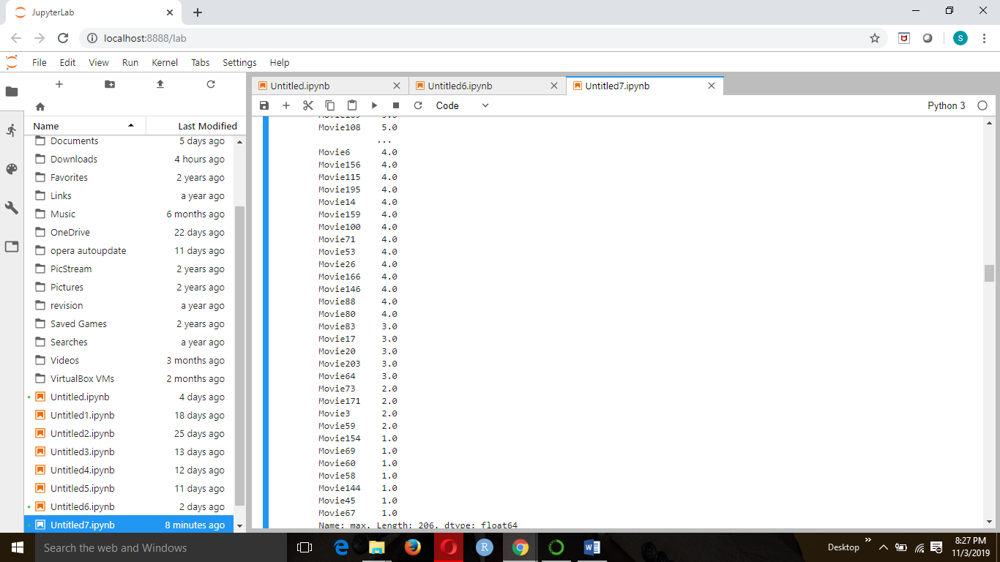 JupyterLab
localhost:8888/lab
S
File Edit View Run Kernel Tabs Settings Help
Untitled.ipynb Untitled6.ipynb Untitled7.ipynb
Code Python 3
Name Last Modified
Documents 5 days ago
Downloads 4 hours ago
Favorites 2 years ago
Links a year ago
Music 6 months ago
OneDrive 22 days ago
opera autoupdate 11 days ago
PicStream 2 years ago
Pictures 2 years ago
revision a year ago
Saved Games 2 years ago
Searches a year ago
Videos 3 months ago
VirtualBox VMs 2 months ago
Untitled.ipynb 4 days ago
Untitled1.ipynb 18 days ago
Untitled2.ipynb 25 days ago
Untitled3.ipynb 13 days ago
Untitled4.ipynb 12 days ago
Untitled5.ipynb 11 days ago
Untitled6.ipynb 2 days ago
Untitled7.ipynb 8 minutes ago
Movie108 5.0
...
Movie6 4.0
Movie156 4.0
Movie115 4.0
Movie195 4.0
Movie14 4.0
Movie159 4.0
Movie100 4.0
Movie71 4.0
Movie53 4.0
Movie26 4.0
Movie166 4.0
Movie146 4.0
Movie88 4.0
Movie80 4.0
Movie83 3.0
Movie17 3.0
Movie20 3.0
Movie203 3.0
Movie64 3.0
Movie73 2.0
Movie171 2.0
Movie3 2.0
Movie59 2.0
Movie154 1.0
Movie69 1.0
Movie60 1.0
Movie58 1.0
Movie144 1.0
Movie45 1.0
Movie67 1.0
Name: max, Length: 206, dtype: float64
Search the web and Windows
R
Desktop
8:27 PM
11/3/2019